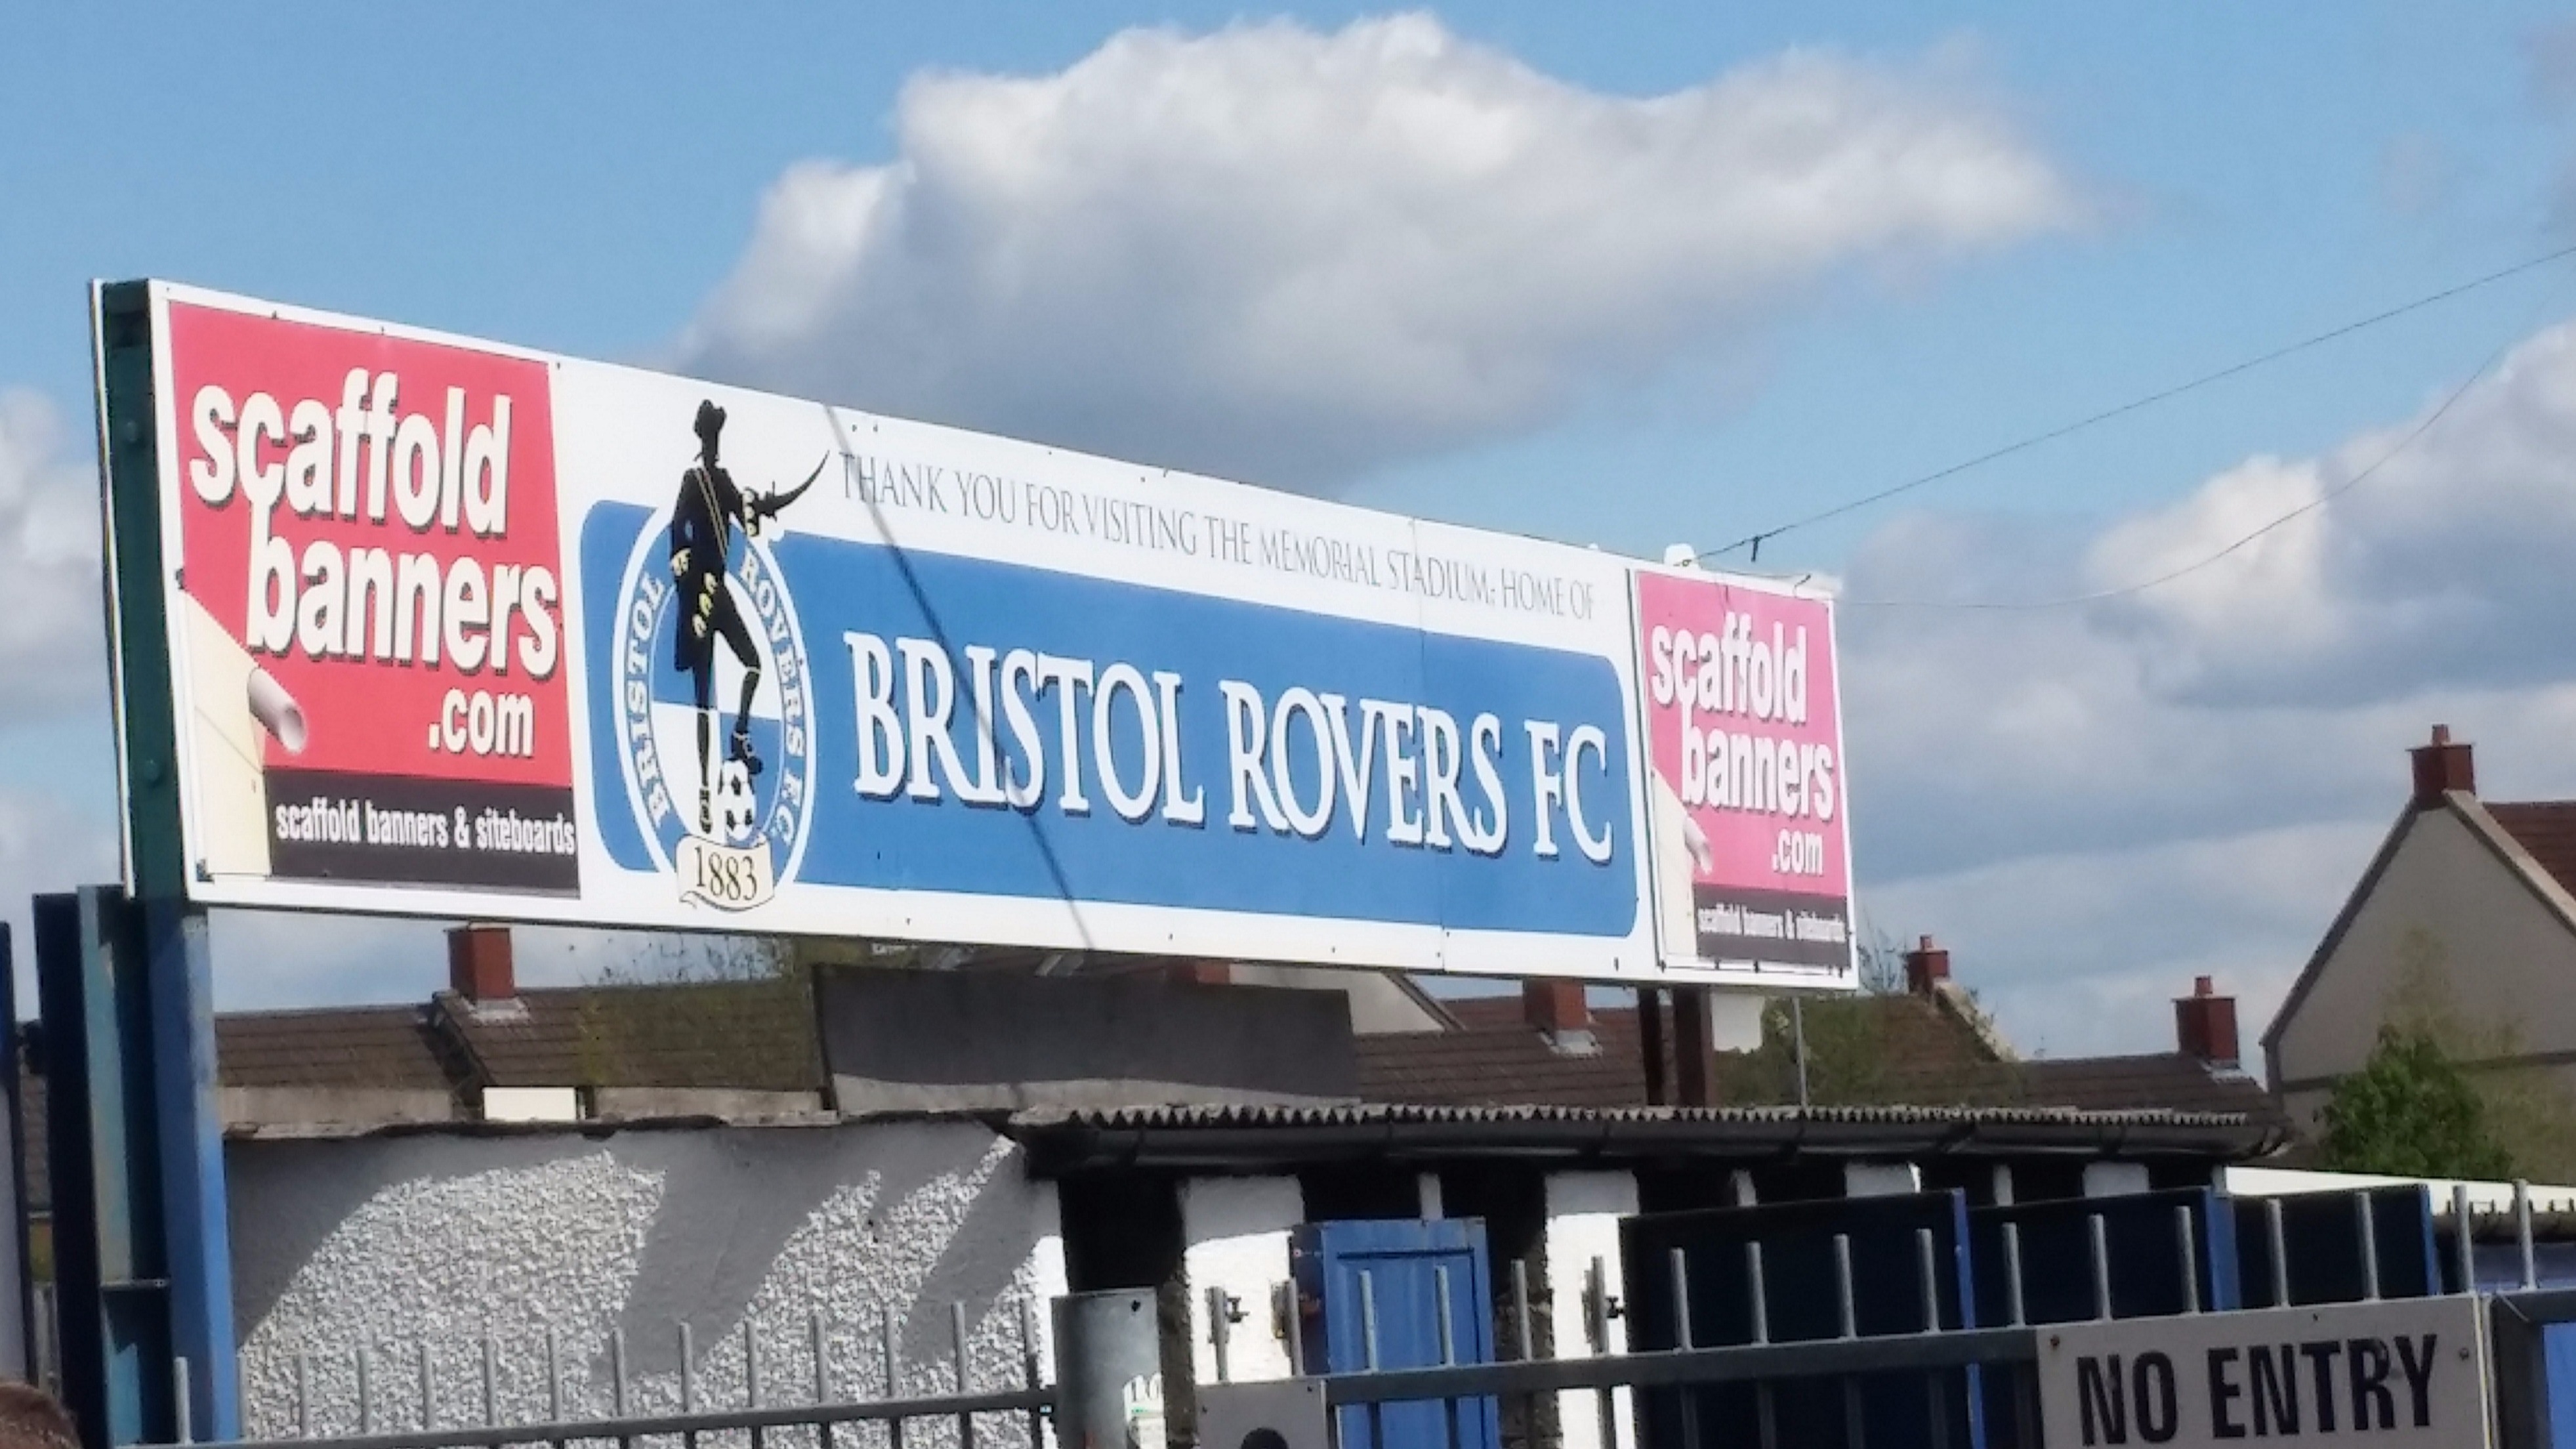 scaffold
banners
.com
scaffold banners & siteboards
BRISTOL ROVERS F.C.
1883
THANK YOU FOR VISITING THE MEMORIAL STADIUM: HOME OF
BRISTOL ROVERS FC
scaffold
banners
.com
scaffold banners & siteboards
NO ENTRY